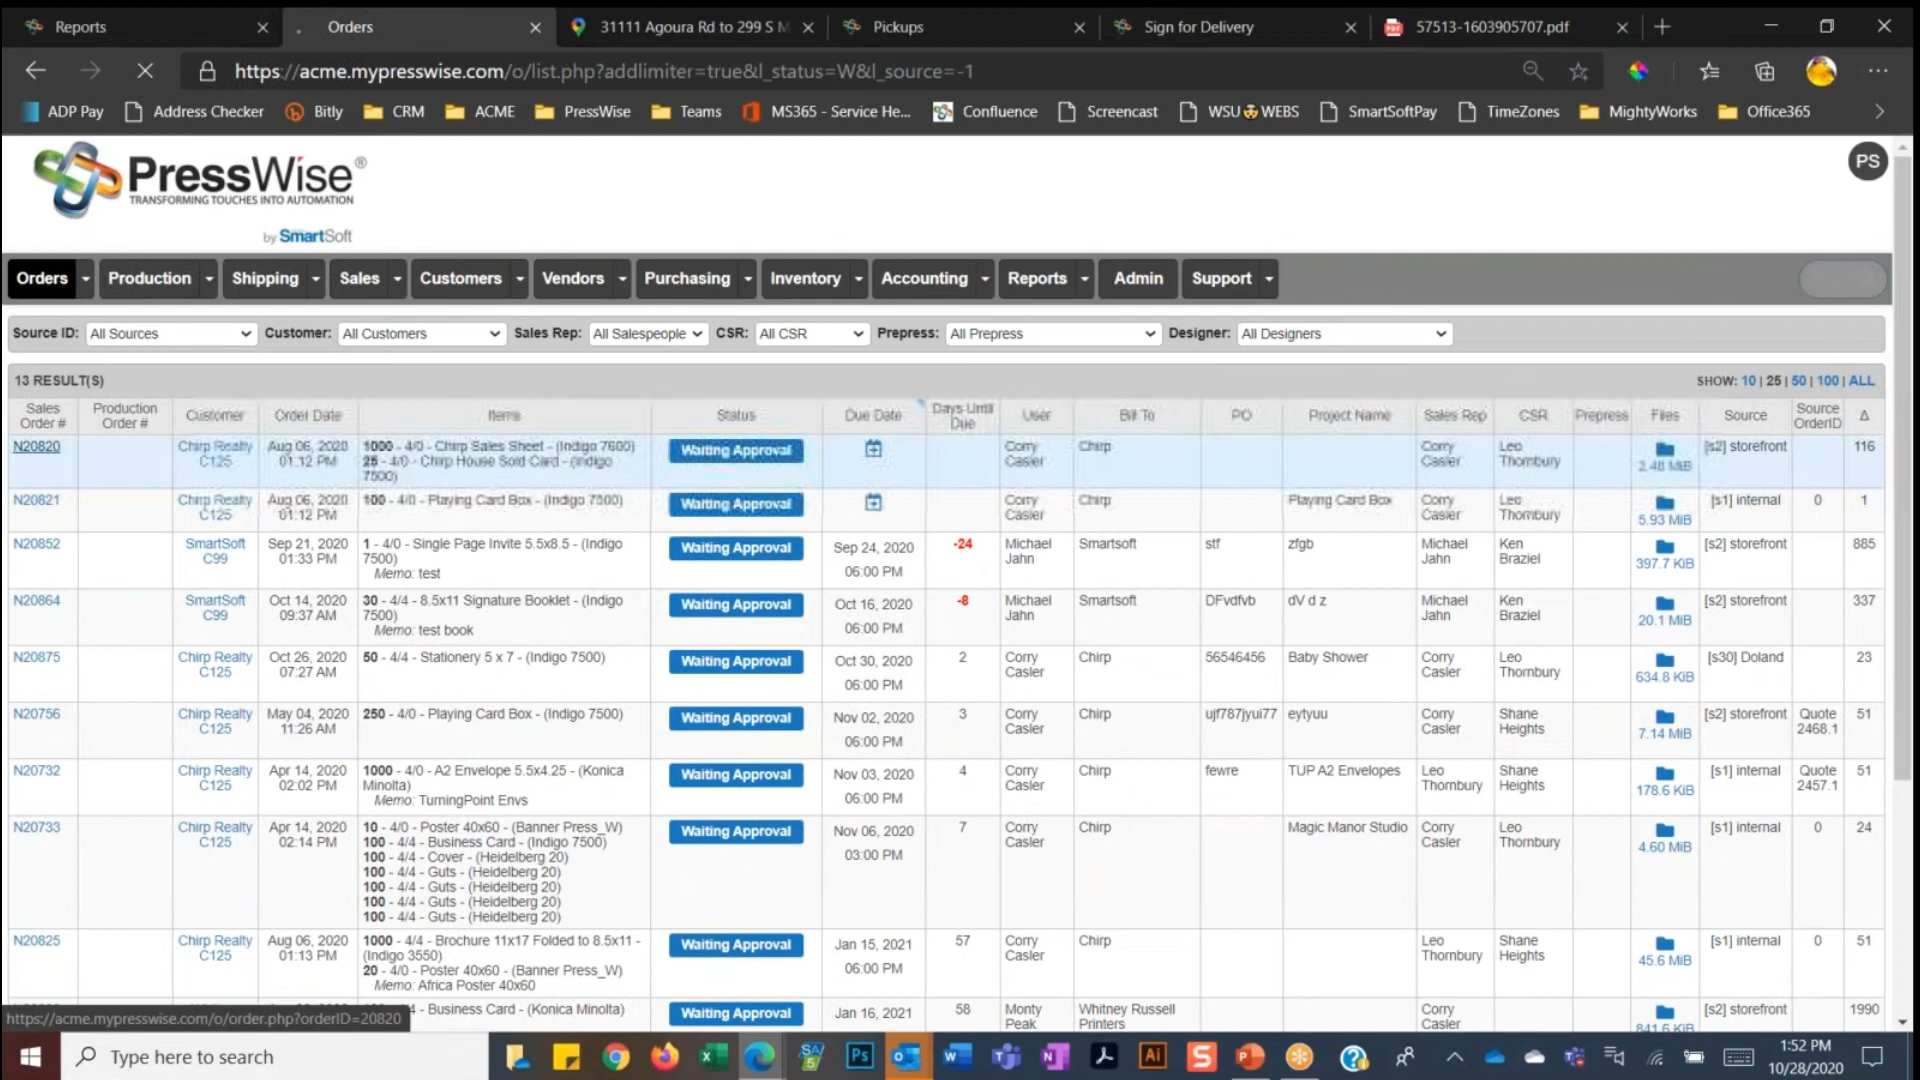 Reports
Orders
31111 Agoura Rd to 299 S M
Pickups
Sign for Delivery
57513-1603905707.pdf
https://acme.mypresswise.com/o/list.php?addlimiter=true&l_status=W&l_source=-1
ADP Pay
Address Checker
Bitly
CRM
ACME
PressWise
Teams
MS365 - Service He...
Confluence
Screencast
WSU WEBS
SmartSoftPay
TimeZones
MightyWorks
Office365
PressWise®
TRANSFORMING TOUCHES INTO AUTOMATION
by SmartSoft
PS
Orders Production Shipping Sales Customers Vendors Purchasing Inventory Accounting Reports Admin Support
Source ID: All Sources Customer: All Customers Sales Rep: All Salespeople CSR: All CSR Prepress: All Prepress Designer: All Designers
13 RESULT(S)
SHOW: 10 | 25 | 50 | 100 | ALL
Sales Order # Production Order # Customer Order Date Items Status Due Date Days Until Due User Bill To PO Project Name Sales Rep CSR Prepress Files Source Source OrderID Δ
N20820 Chirp Realty C125 Aug 06, 2020 01:12 PM 1000 - 4/0 - Chirp Sales Sheet - (Indigo 7600)
25 - 4/0 - Chirp House Sold Card - (Indigo 7500)
Waiting Approval Corry Casler Chirp Corry Casler Leo Thornbury 2.48 MiB [s2] storefront 116
N20821 Chirp Realty C125 Aug 06, 2020 01:12 PM 100 - 4/0 - Playing Card Box - (Indigo 7500) Waiting Approval Corry Casler Chirp Playing Card Box Corry Casler Leo Thornbury 5.93 MiB [s1] internal 0 1
N20852 SmartSoft C99 Sep 21, 2020 01:33 PM 1 - 4/0 - Single Page Invite 5.5x8.5 - (Indigo 7500)
Memo: test
Waiting Approval Sep 24, 2020 06:00 PM -24 Michael Jahn Smartsoft stf zfgb Michael Jahn Ken Braziel 397.7 KiB [s2] storefront 885
N20864 SmartSoft C99 Oct 14, 2020 09:37 AM 30 - 4/4 - 8.5x11 Signature Booklet - (Indigo 7500)
Memo: test book
Waiting Approval Oct 16, 2020 06:00 PM -8 Michael Jahn Smartsoft DFvdfvb dV d z Michael Jahn Ken Braziel 20.1 MiB [s2] storefront 337
N20875 Chirp Realty C125 Oct 26, 2020 07:27 AM 50 - 4/4 - Stationery 5 x 7 - (Indigo 7500) Waiting Approval Oct 30, 2020 06:00 PM 2 Corry Casler Chirp 56546456 Baby Shower Corry Casler Leo Thornbury 634.8 KiB [s30] Doland 23
N20756 Chirp Realty C125 May 04, 2020 11:26 AM 250 - 4/0 - Playing Card Box - (Indigo 7500) Waiting Approval Nov 02, 2020 06:00 PM 3 Corry Casler Chirp ujf787jyui77 eytyuu Corry Casler Shane Heights 7.14 MiB [s2] storefront Quote 2468.1 51
N20732 Chirp Realty C125 Apr 14, 2020 02:02 PM 1000 - 4/0 - A2 Envelope 5.5x4.25 - (Konica Minolta)
Memo: TurningPoint Envs
Waiting Approval Nov 03, 2020 06:00 PM 4 Corry Casler Chirp fewre TUP A2 Envelopes Leo Thornbury Shane Heights 178.6 KiB [s1] internal Quote 2457.1 51
N20733 Chirp Realty C125 Apr 14, 2020 02:14 PM 10 - 4/0 - Poster 40x60 - (Banner Press_W)
100 - 4/4 - Business Card - (Indigo 7500)
100 - 4/4 - Cover - (Heidelberg 20)
100 - 4/4 - Guts - (Heidelberg 20)
100 - 4/4 - Guts - (Heidelberg 20)
100 - 4/4 - Guts - (Heidelberg 20)
100 - 4/4 - Guts - (Heidelberg 20)
Waiting Approval Nov 06, 2020 03:00 PM 7 Corry Casler Chirp Magic Manor Studio Corry Casler Leo Thornbury 4.60 MiB [s1] internal 0 24
N20825 Chirp Realty C125 Aug 06, 2020 01:13 PM 1000 - 4/4 - Brochure 11x17 Folded to 8.5x11 - (Indigo 3550)
20 - 4/0 - Poster 40x60 - (Banner Press_W)
Memo: Africa Poster 40x60
Waiting Approval Jan 15, 2021 06:00 PM 57 Corry Casler Chirp Leo Thornbury Shane Heights 45.6 MiB [s1] internal 0 51
4 - Business Card - (Konica Minolta) Waiting Approval Jan 16, 2021 58 Monty Peak Whitney Russell Printers Corry Casler 841.6 KiB [s2] storefront 1990
https://acme.mypresswise.com/o/order.php?orderID=20820
Type here to search
1:52 PM
10/28/2020